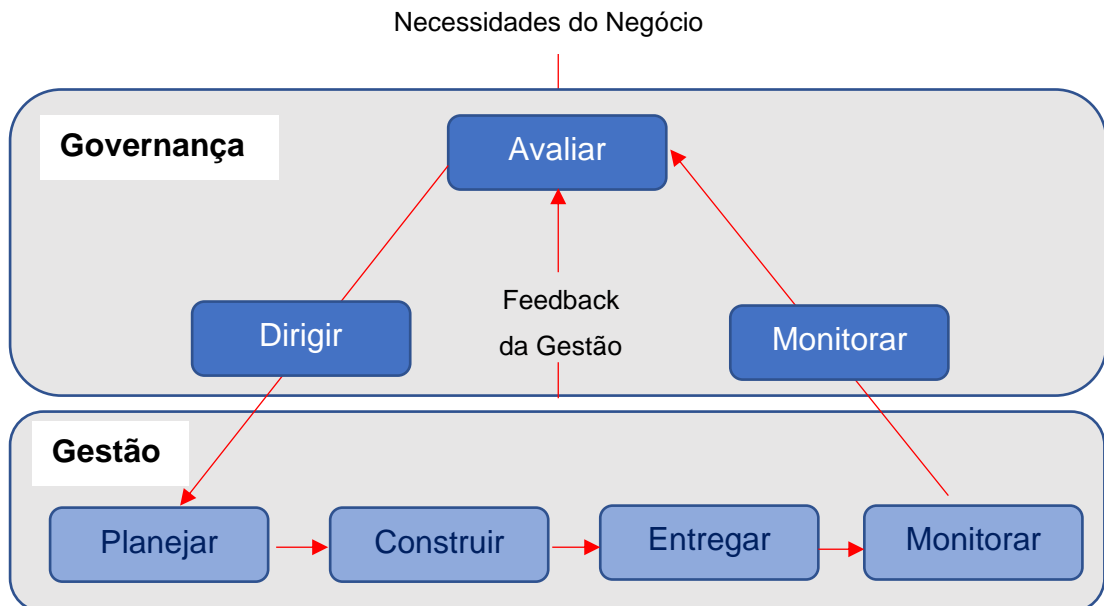 Necessidades do Negócio
Governança
Avaliar
Feedback
da Gestão
Dirigir
Monitorar
Gestão
Planejar
Construir
Entregar
Monitorar